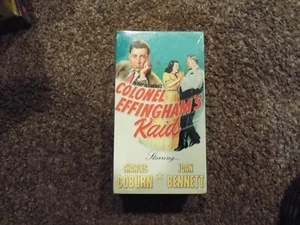 COLONEL
EFFINGHAM'S
Raid
Starring...
CHARLES COBURN
JOAN BENNETT